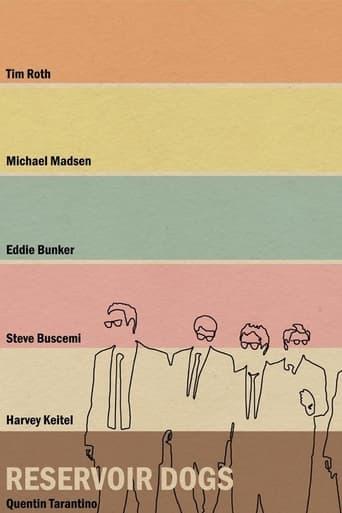 Tim Roth
Michael Madsen
Eddie Bunker
Steve Buscemi
Harvey Keitel
RESERVOIR DOGS
Quentin Tarantino